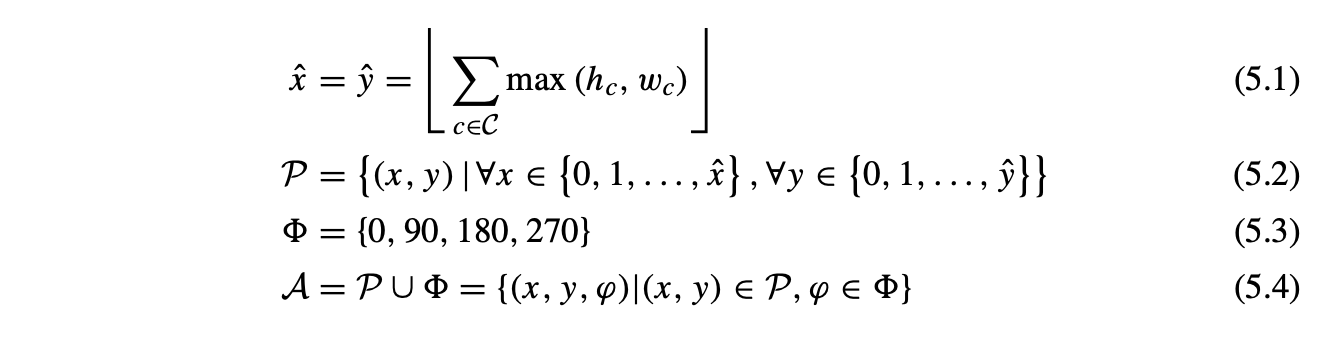 x̂ = ŷ = ⌊ ∑_{c∈𝒞} max (h_c, w_c) ⌋ (5.1)
𝒫 = {(x, y) | ∀x ∈ {0, 1, . . . , x̂} , ∀y ∈ {0, 1, . . . , ŷ}} (5.2)
Φ = {0, 90, 180, 270} (5.3)
𝒜 = 𝒫 ∪ Φ = {(x, y, φ)|(x, y) ∈ 𝒫, φ ∈ Φ} (5.4)